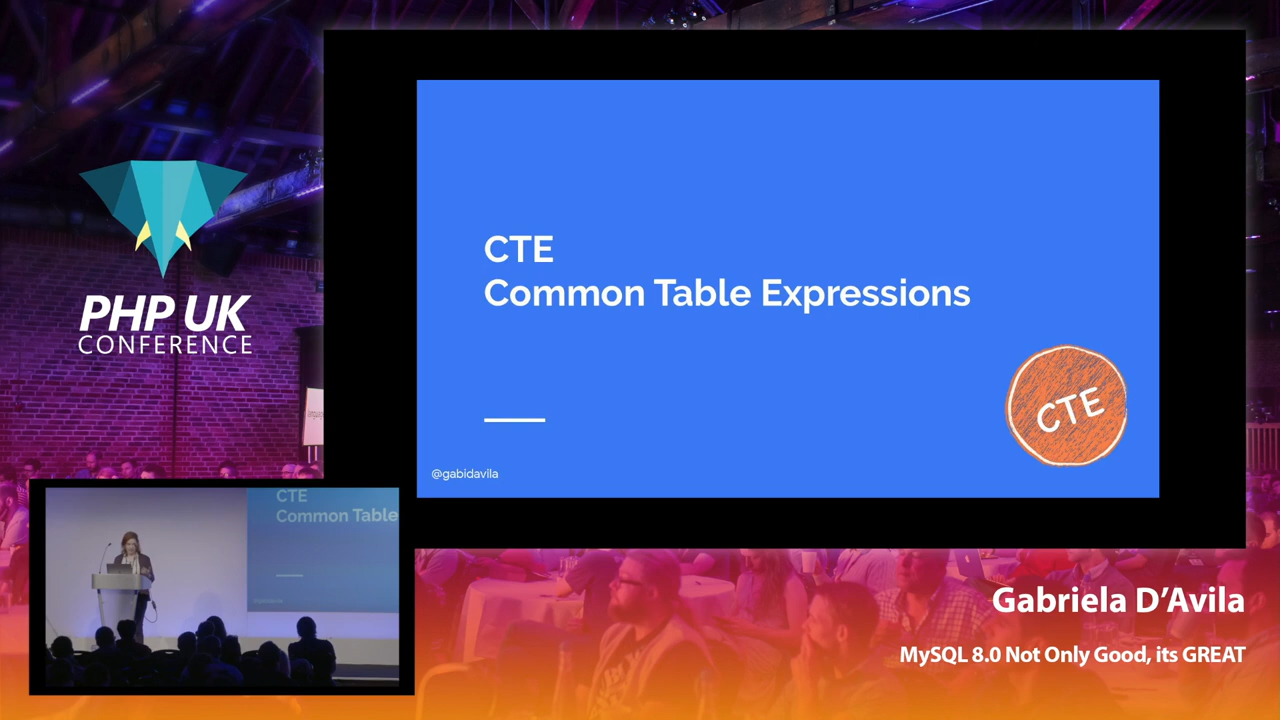 CTE
Common Table Expressions
CTE
@gabidavila
PHP UK
CONFERENCE
CTE
Common Table
Gabriela D’Avila
MySQL 8.0 Not Only Good, its GREAT